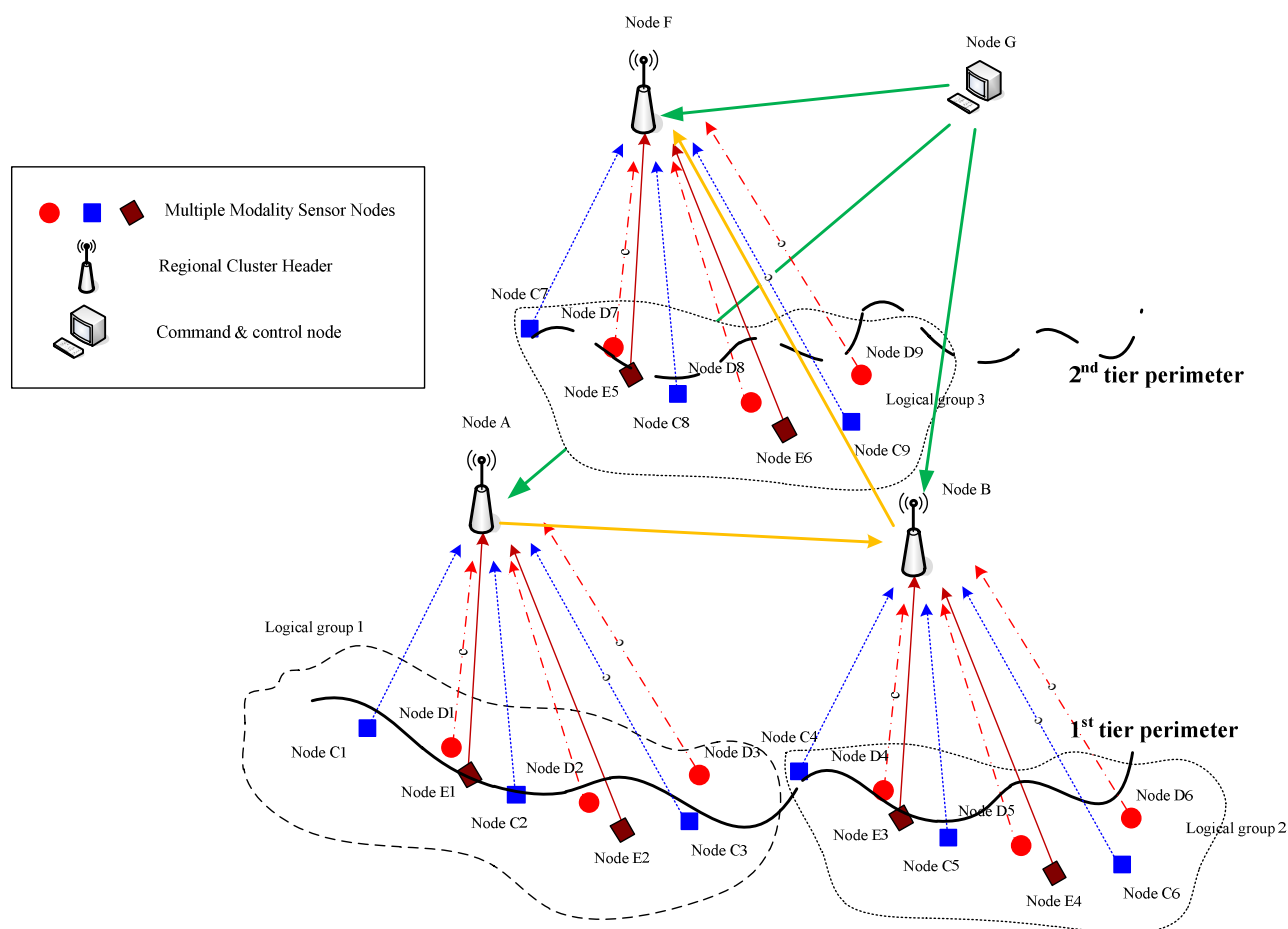 Node F
Node G
Multiple Modality Sensor Nodes
Regional Cluster Header
Command & control node
Node C7
Node D7
Node D9
Node D8
2nd tier perimeter
Node E5
Logical group 3
Node C8
Node A
Node C9
Node E6
Node B
Logical group 1
Node D1
Node C4
1st tier perimeter
Node C1
Node D3
Node D4
Node D2
Node E1
Node D5
Node D6
Node C2
Node E3
Logical group 2
Node E2
Node C3
Node C5
Node C6
Node E4